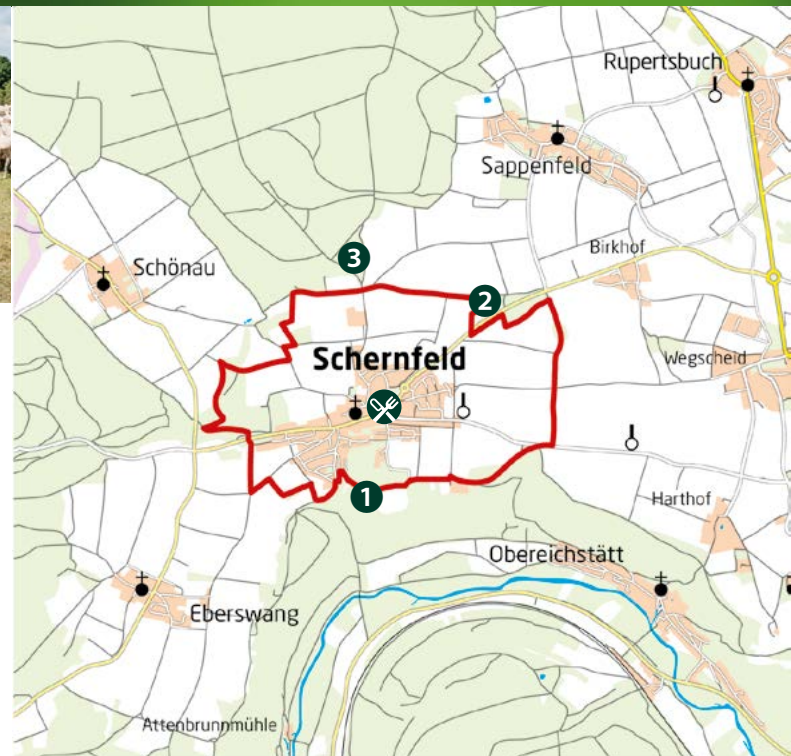 Rupertsbuch
Sappenfeld
Birkhof
3
Schönau
2
Schernfeld
Wegscheid
1
Harthof
Obereichstätt
Eberswang
Attenbrunnmühle